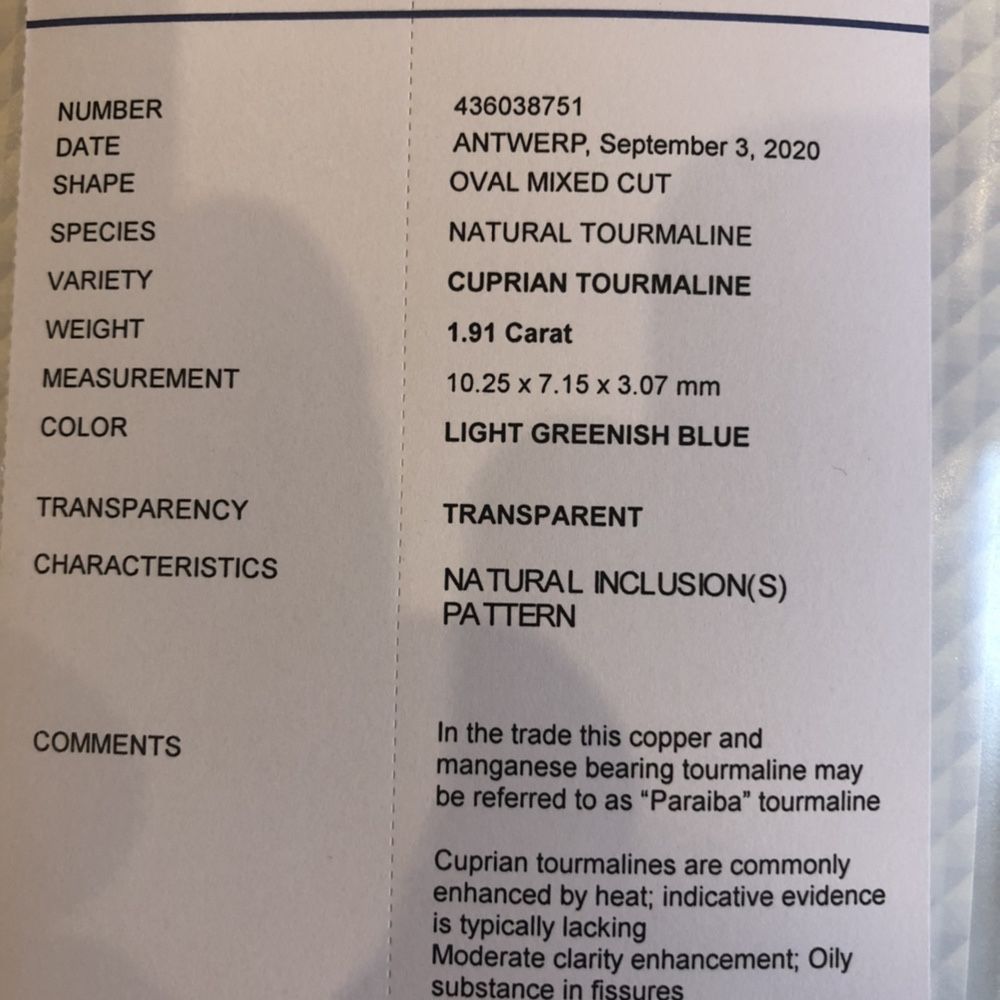 NUMBER 436038751
DATE ANTWERP, September 3, 2020
SHAPE OVAL MIXED CUT
SPECIES NATURAL TOURMALINE
VARIETY CUPRIAN TOURMALINE
WEIGHT 1.91 Carat
MEASUREMENT 10.25 x 7.15 x 3.07 mm
COLOR LIGHT GREENISH BLUE
TRANSPARENCY TRANSPARENT
CHARACTERISTICS NATURAL INCLUSION(S)
PATTERN
COMMENTS In the trade this copper and
manganese bearing tourmaline may
be referred to as “Paraiba” tourmaline
Cuprian tourmalines are commonly
enhanced by heat; indicative evidence
is typically lacking
Moderate clarity enhancement; Oily
substance in fissures